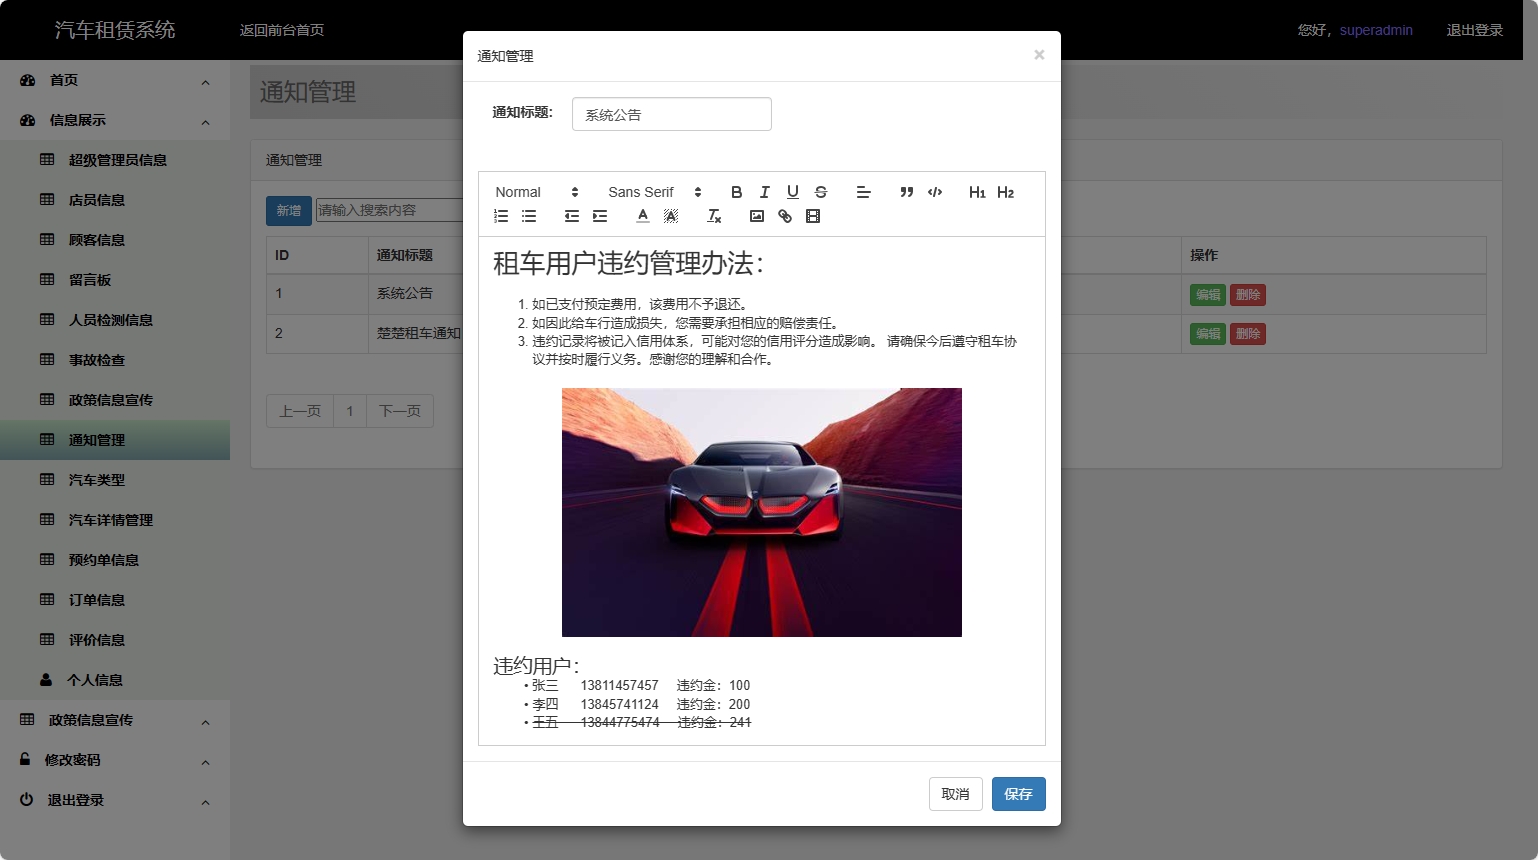 汽车租赁系统
返回前台首页
您好，superadmin
退出登录
首页
信息展示
超级管理员信息
店员信息
顾客信息
留言板
人员检测信息
事故检查
政策信息宣传
通知管理
汽车类型
汽车详情管理
预约单信息
订单信息
评价信息
个人信息
政策信息宣传
修改密码
退出登录
通知管理
通知管理
新增 请输入搜索内容
ID 通知标题 操作
1 系统公告 编辑 删除
2 楚楚租车通知 编辑 删除
上一页 1 下一页
通知管理 ×
通知标题: 系统公告
Normal Sans Serif B I U S H1 H2
租车用户违约管理办法：
1. 如已支付预定费用，该费用不予退还。
2. 如因此给车行造成损失，您需要承担相应的赔偿责任。
3. 违约记录将被记入信用体系，可能对您的信用评分造成影响。 请确保今后遵守租车协
议并按时履行义务。感谢您的理解和合作。
违约用户：
• 张三 13811457457 违约金：100
• 李四 13845741124 违约金：200
• 王五 13844775474 违约金：241
取消 保存